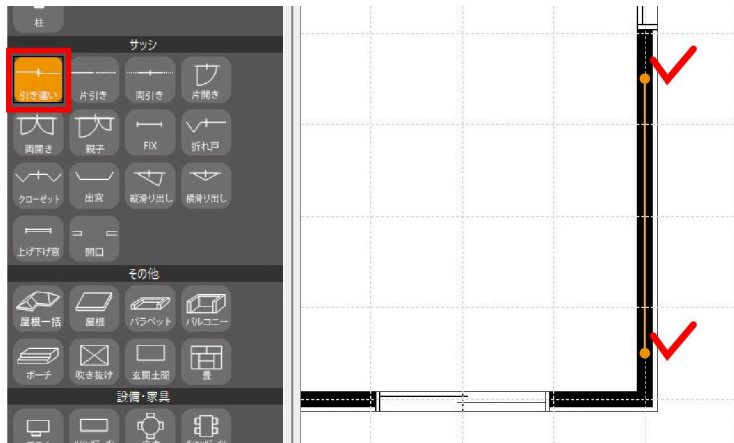 柱
サッシ
引き違い 片引き 両引き 片開き
両開き 親子 FIX 折れ戸
クローゼット 出窓 縦滑り出し 横滑り出し
上げ下げ窓 開口
その他
屋根一括 屋根 パラペット バルコニー
ポーチ 吹き抜け 玄関土間 畳
設備・家具